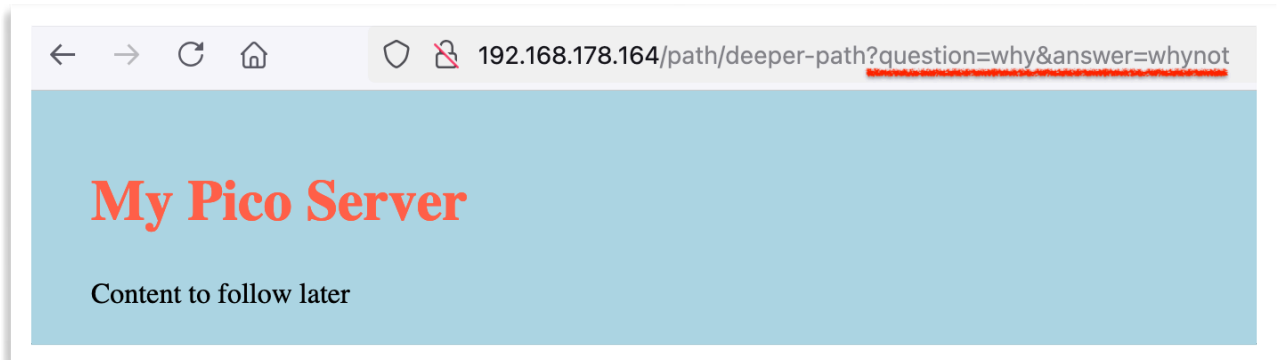 192.168.178.164/path/deeper-path?question=why&answer=whynot
My Pico Server
Content to follow later